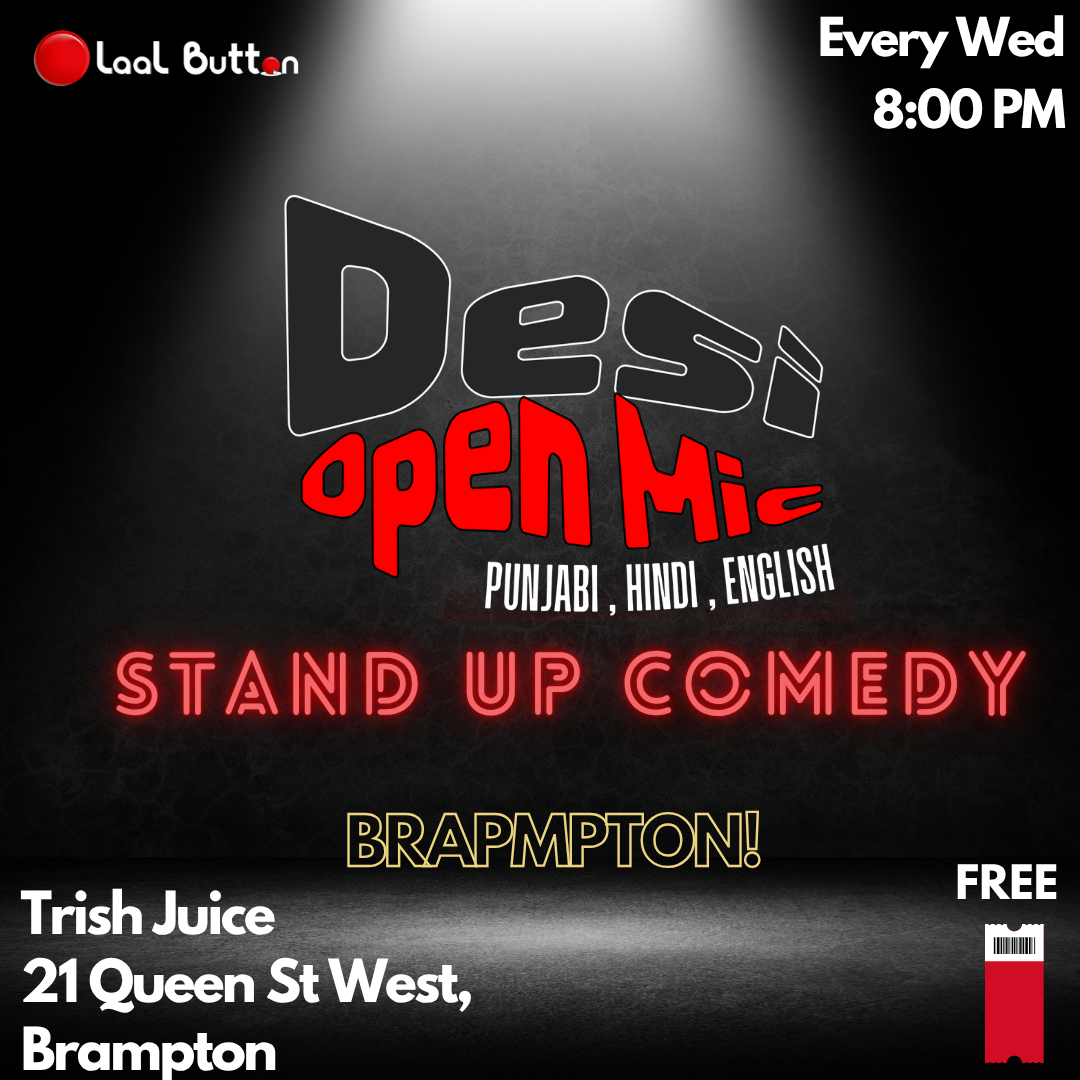 Laal Button
Every Wed
8:00 PM
Desi
Open Mic
PUNJABI , HINDI , ENGLISH
STAND UP COMEDY
BRAPMPTON!
FREE
Trish Juice
21 Queen St West,
Brampton